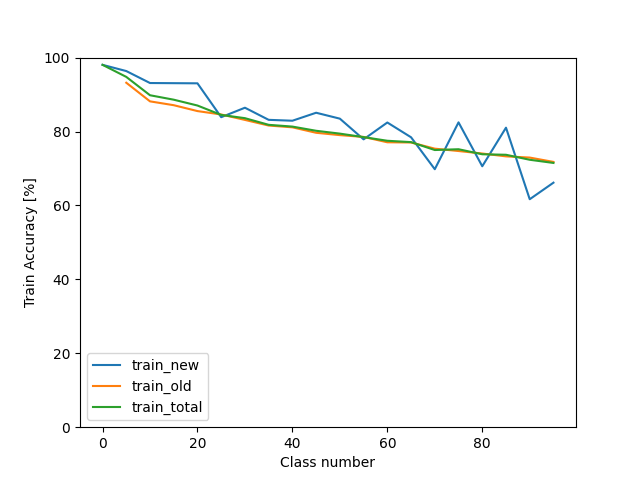 100
80
60
40
20
0
Train Accuracy [%]
train_new
train_old
train_total
0 20 40 60 80
Class number